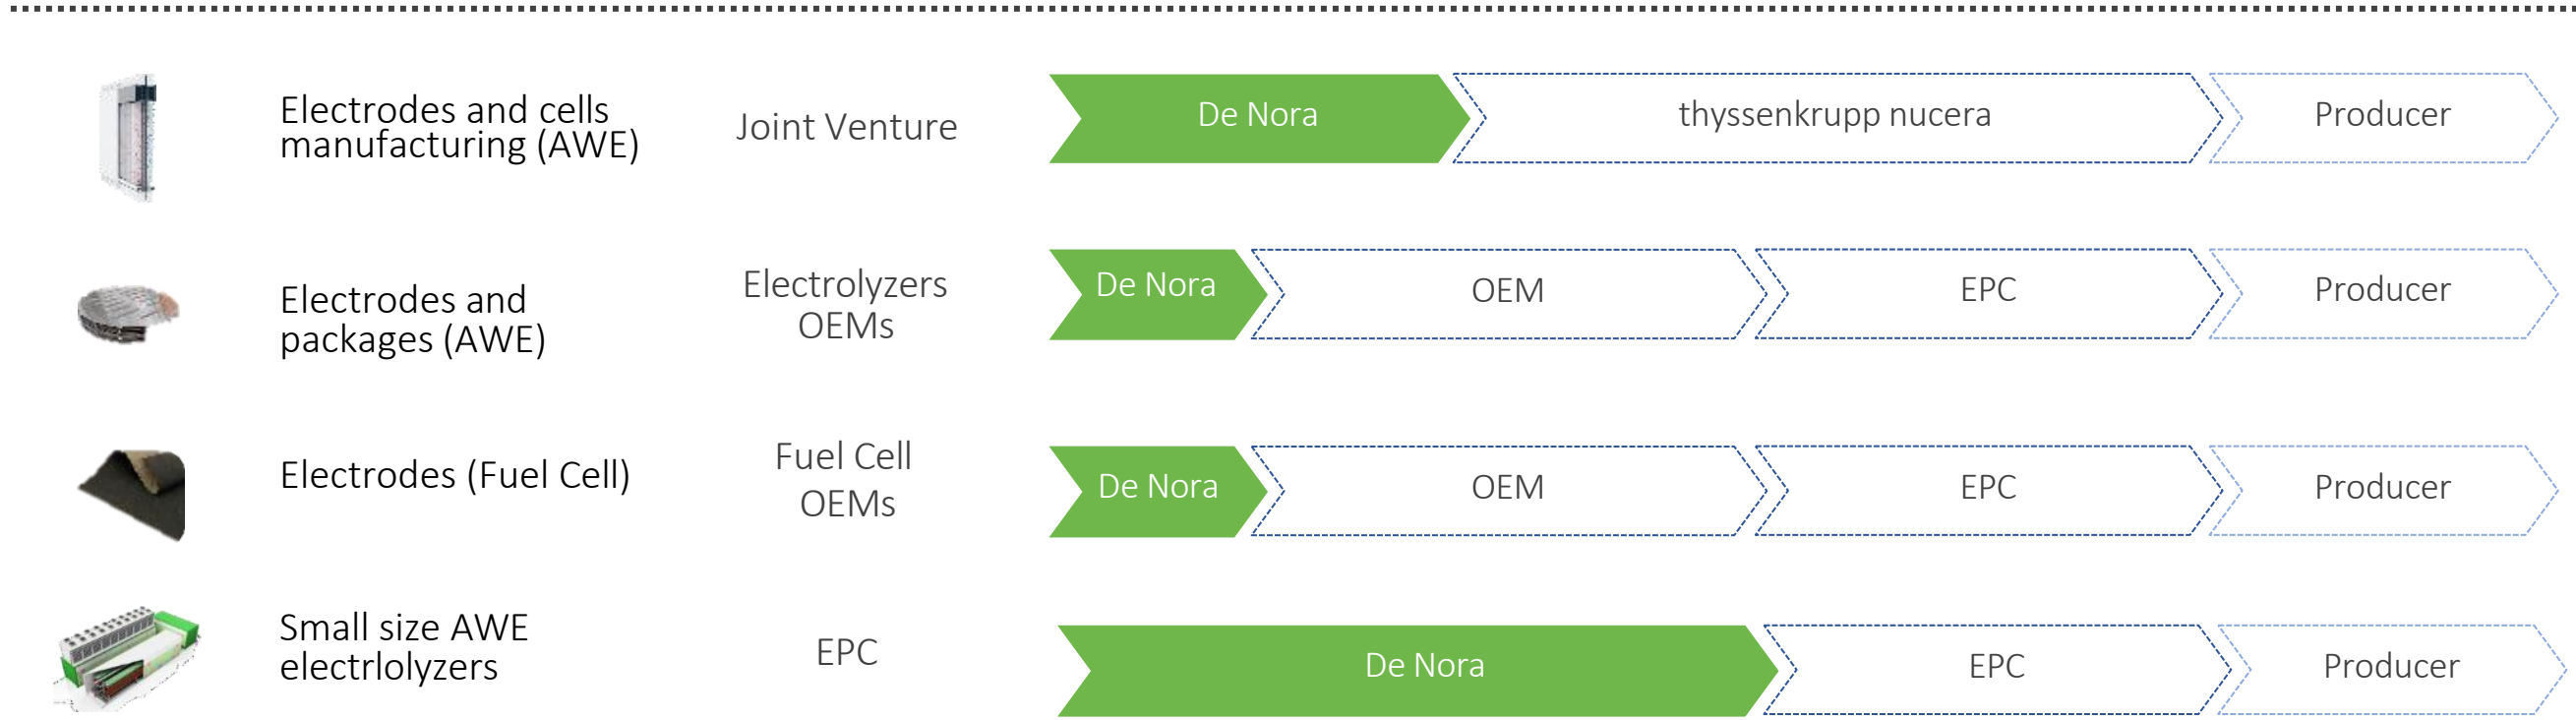 Electrodes and cells
manufacturing (AWE)
Joint Venture
De Nora
thyssenkrupp nucera
Producer
Electrodes and
packages (AWE)
Electrolyzers
OEMs
De Nora
OEM
EPC
Producer
Electrodes (Fuel Cell)
Fuel Cell
OEMs
De Nora
OEM
EPC
Producer
Small size AWE
electrlolyzers
EPC
De Nora
EPC
Producer